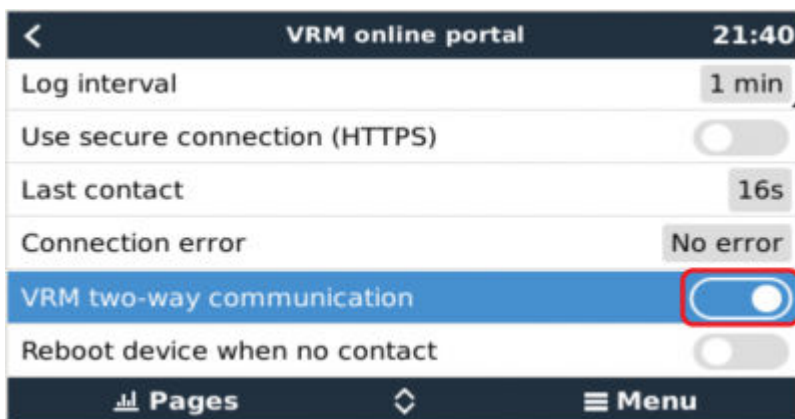 VRM online portal 21:40
Log interval 1 min
Use secure connection (HTTPS)
Last contact 16s
Connection error No error
VRM two-way communication
Reboot device when no contact
Pages Menu